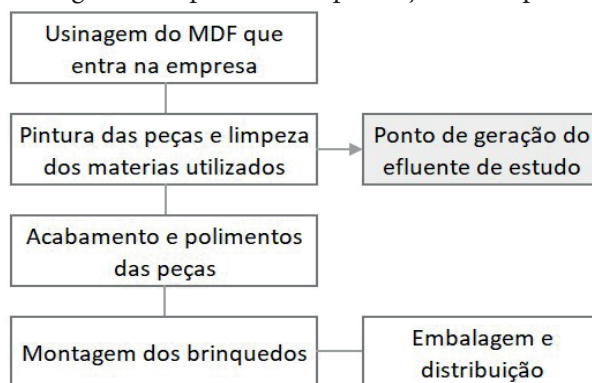 Usinagem do MDF que
entra na empresa
Pintura das peças e limpeza
dos materias utilizados
Ponto de geração do
efluente de estudo
Acabamento e polimentos
das peças
Montagem dos brinquedos
Embalagem e
distribuição